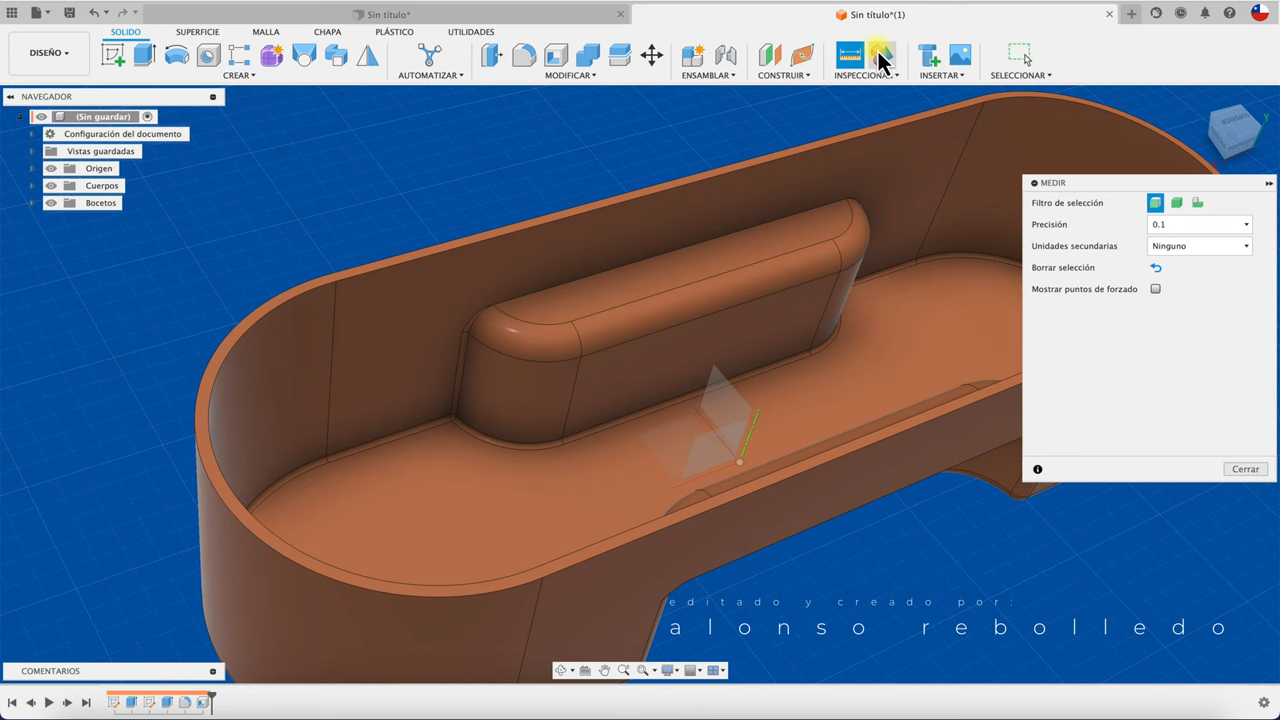 Sin título*
Sin título*(1)
DISEÑO
SÓLIDO
SUPERFICIE
MALLA
CHAPA
PLÁSTICO
UTILIDADES
CREAR
AUTOMATIZAR
MODIFICAR
ENSAMBLAR
CONSTRUIR
INSPECCIONAR
INSERTAR
SELECCIONAR
NAVEGADOR
(Sin guardar)
Configuración del documento
Vistas guardadas
Origen
Cuerpos
Bocetos
Y
MEDIR
Filtro de selección
Precisión
0.1
Unidades secundarias
Ninguno
Borrar selección
Mostrar puntos de forzado
Cerrar
editado y creado por:
alonso rebolledo
COMENTARIOS